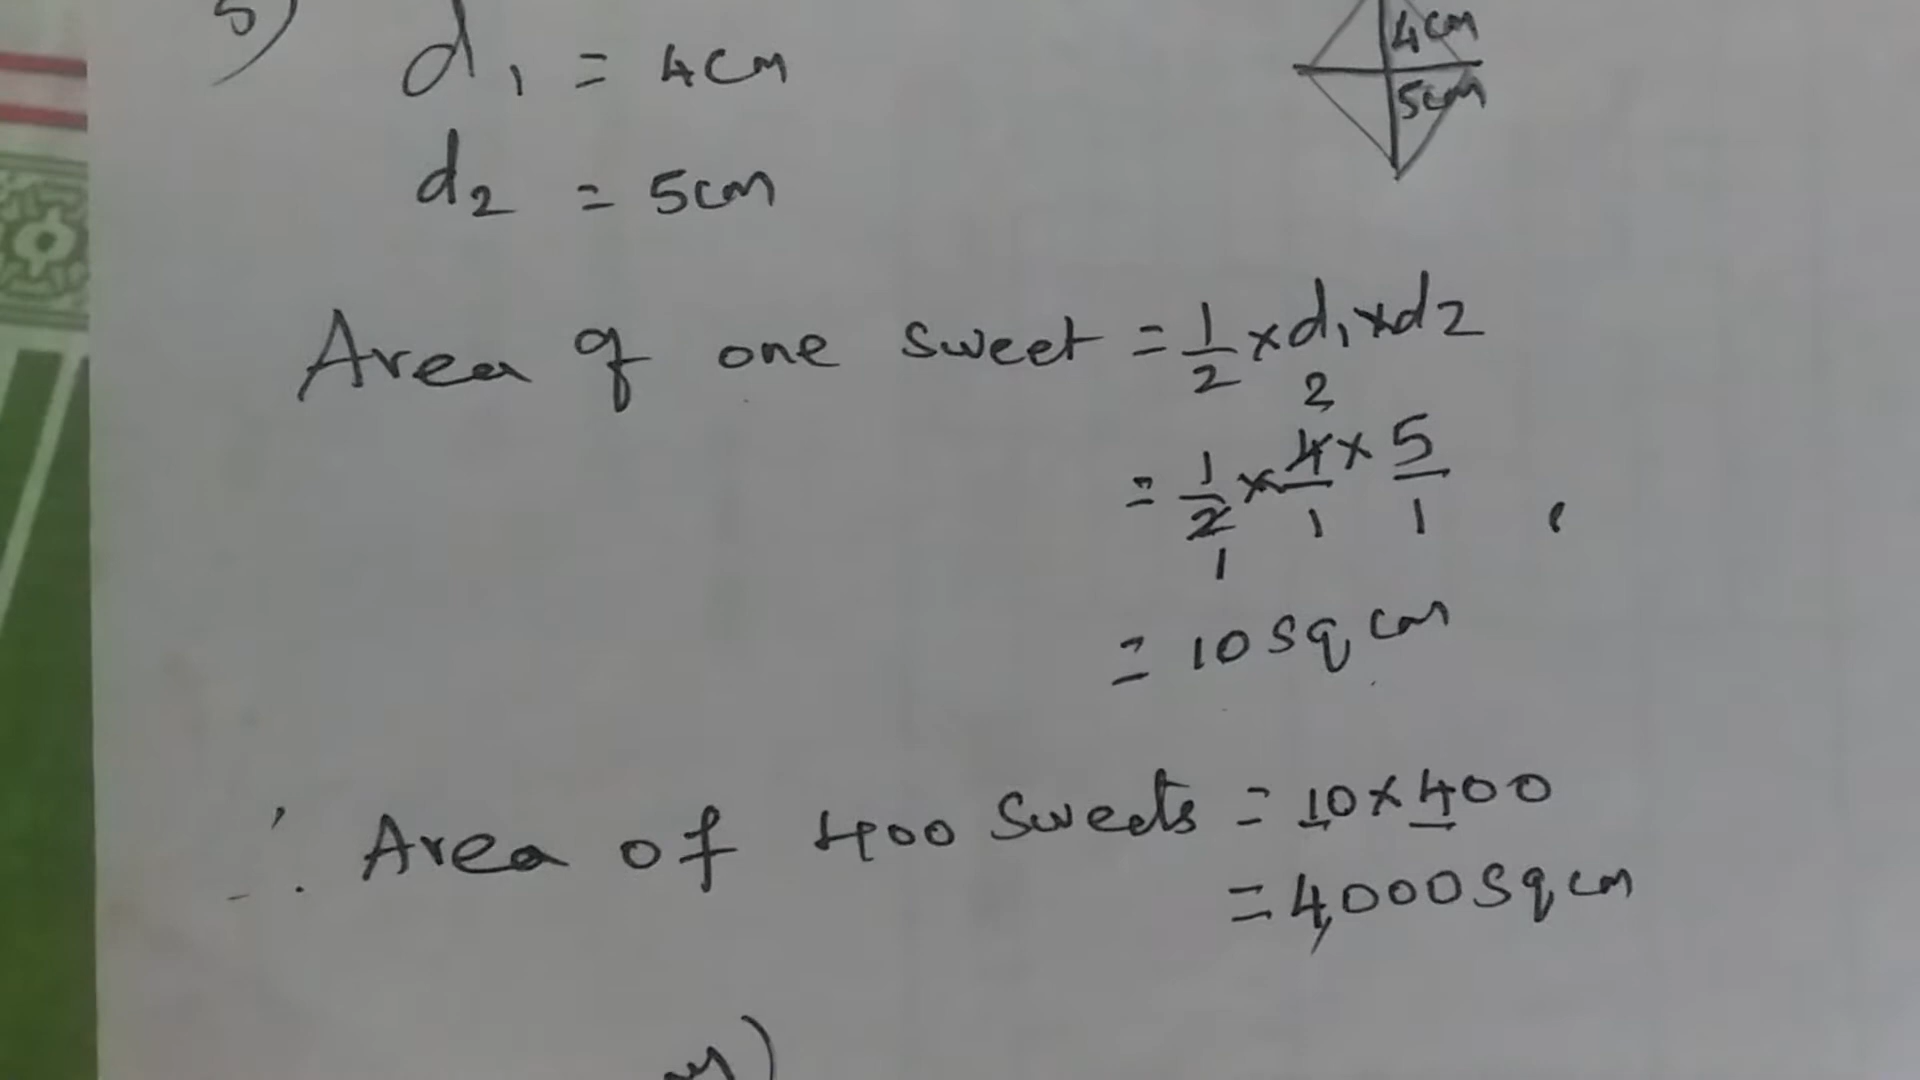 5)
d₁ = 4cm
4cm
5cm
d₂ = 5cm
Area of one sweet = 1/2 × d₁ × d2
= 1/2 × 4/1 × 5/1
2
1
= 10 sq cm
∴ Area of 400 Sweets = 10 × 400
= 4,000 sq cm